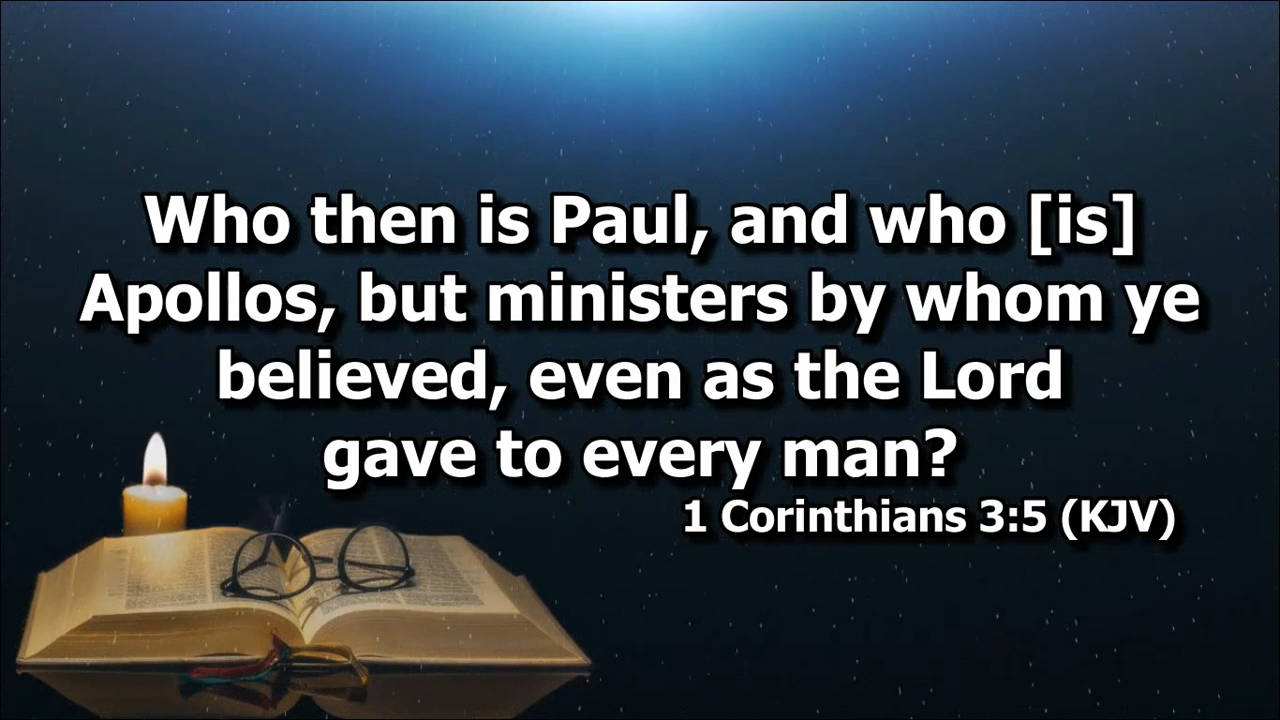 Who then is Paul, and who [is]
Apollos, but ministers by whom ye
believed, even as the Lord
gave to every man?
1 Corinthians 3:5 (KJV)